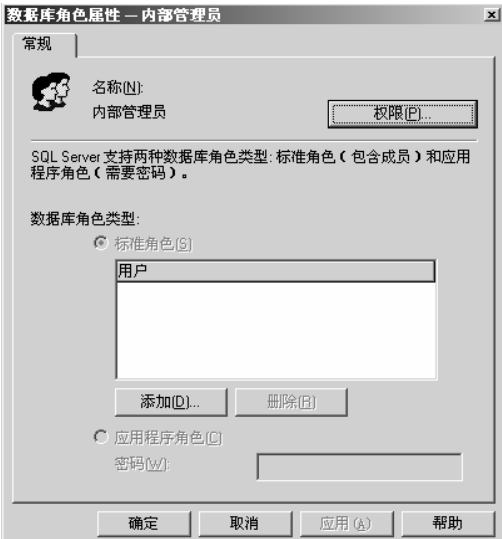 数据库角色属性 — 内部管理员
常规
名称(N):
内部管理员
权限(P)...
SQL Server 支持两种数据库角色类型: 标准角色（包含成员）和应用
程序角色（需要密码）。
数据库角色类型:
标准角色(S)
用户
添加(D)...
删除(R)
应用程序角色(C)
密码(W):
确定
取消
应用(A)
帮助